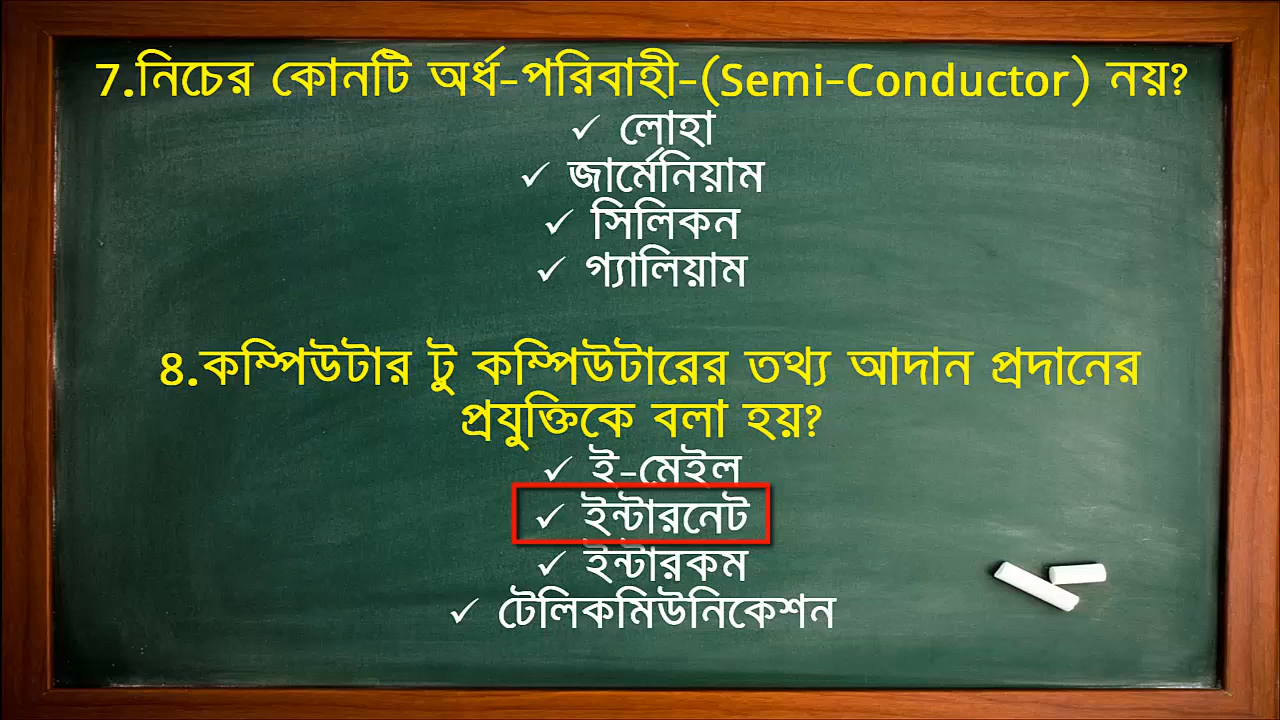 7.নিচের কোনটি অর্ধ-পরিবাহী-(Semi-Conductor) নয়?
✓ লোহা
✓ জার্মেনিয়াম
✓ সিলিকন
✓ গ্যালিয়াম
8.কম্পিউটার টু কম্পিউটারের তথ্য আদান প্রদানের
প্রযুক্তিকে বলা হয়?
✓ ই-মেইল
✓ ইন্টারনেট
✓ ইন্টারকম
✓ টেলিকমিউনিকেশন